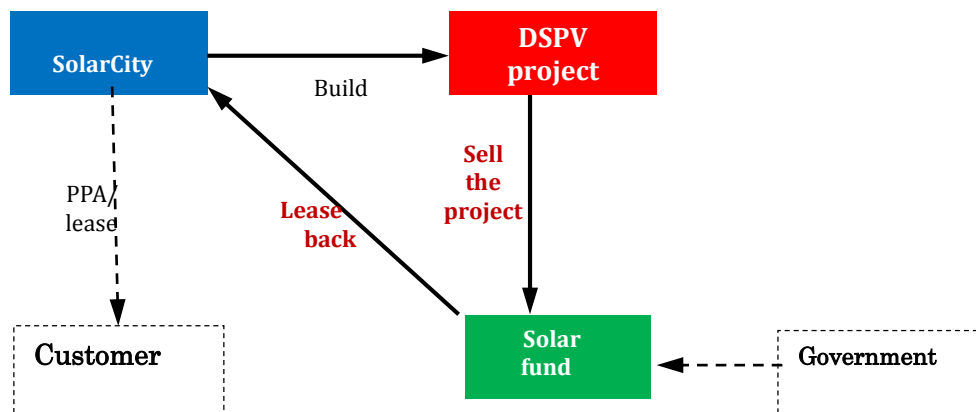 SolarCity
DSPV
project
Build
Sell
the
project
PPA/
lease
Lease
back
Customer
Solar
fund
Government